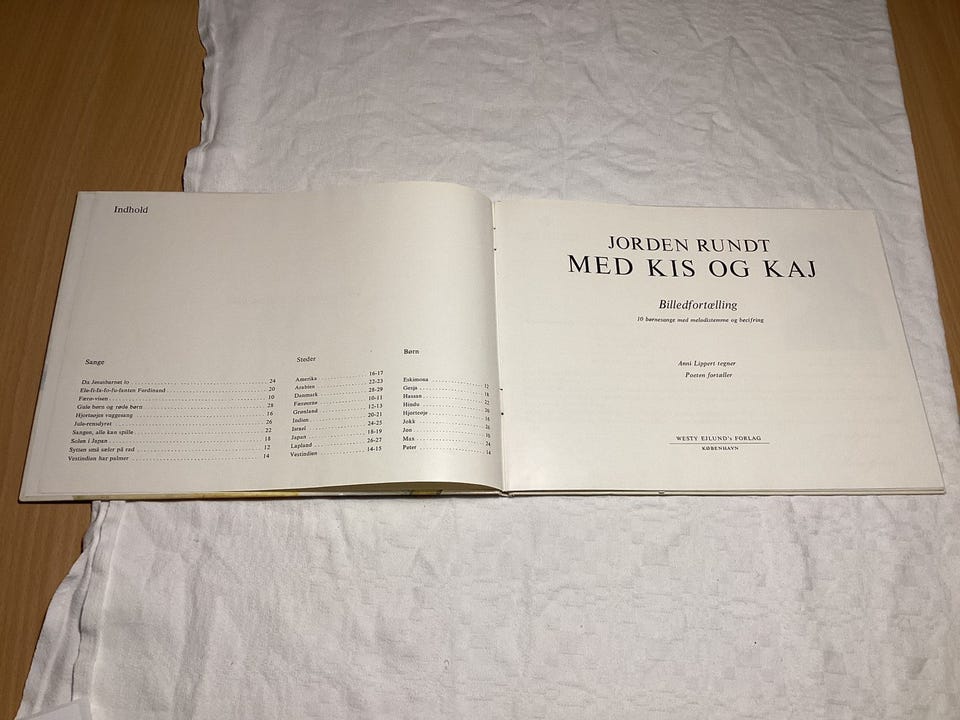 Indhold
Sange
Da Jesusbarnet lo 24
Ele-fi-fa-fo-fu-fanten Ferdinand 20
Færø-visen 10
Gule børn og røde børn 28
Hjortøjes vuggesang 16
Jule-rensdyret 26
Sangen, alle kan spille 22
Solen i Japan 18
Sytten små sæler på rad 12
Vestindien har palmer 14
Steder
Amerika 16-17
Arabien 22-23
Danmark 28-29
Færøerne 10-11
Grønland 12-13
Indien 20-21
Israel 24-25
Japan 18-19
Lapland 26-27
Vestindien 14-15
Børn
Eskimona 12
Gesja 18
Hassan 22
Hindu 20
Hjorteøje 16
Jokk 26
Jon 10
Max 24
Peter 14
JORDEN RUNDT
MED KIS OG KAJ
Billedfortælling
10 børnesange med melodistemme og becifring
Anni Lippert tegner
Poeten fortæller
WESTY EJLUND's FORLAG
KØBENHAVN